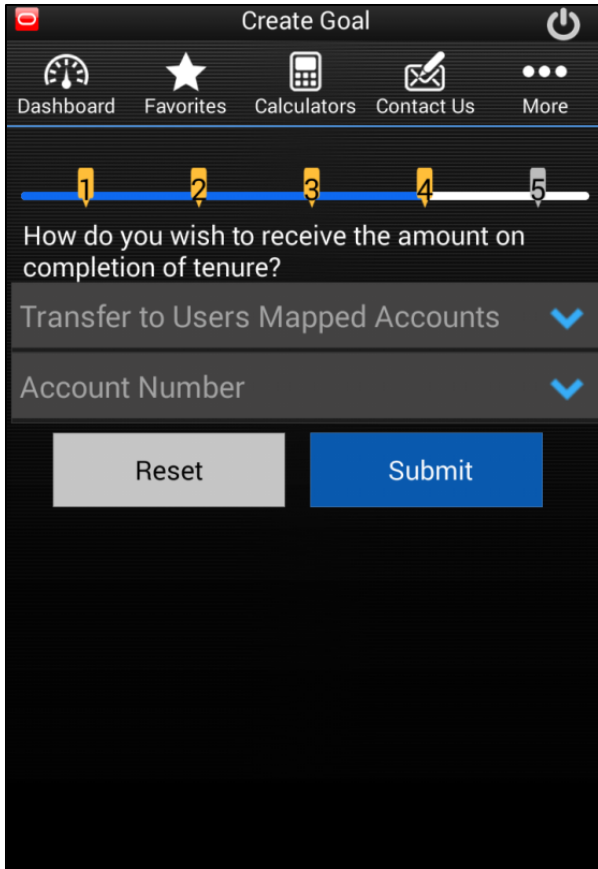 Create Goal
Dashboard Favorites Calculators Contact Us More
1 2 3 4 5
How do you wish to receive the amount on
completion of tenure?
Transfer to Users Mapped Accounts
Account Number
Reset Submit